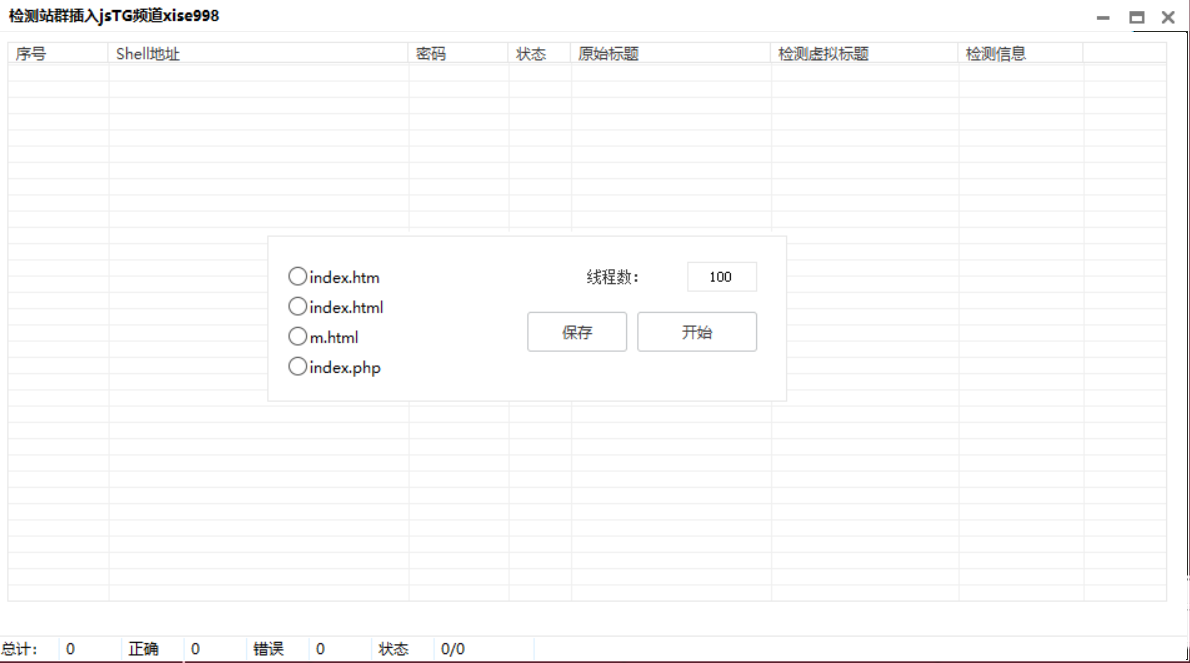 检测站群插入jsTG频道xise998
序号 Shell地址 密码 状态 原始标题 检测虚拟标题 检测信息
index.htm
index.html
m.html
index.php
线程数： 100
保存 开始
总计： 0 正确 0 错误 0 状态 0/0